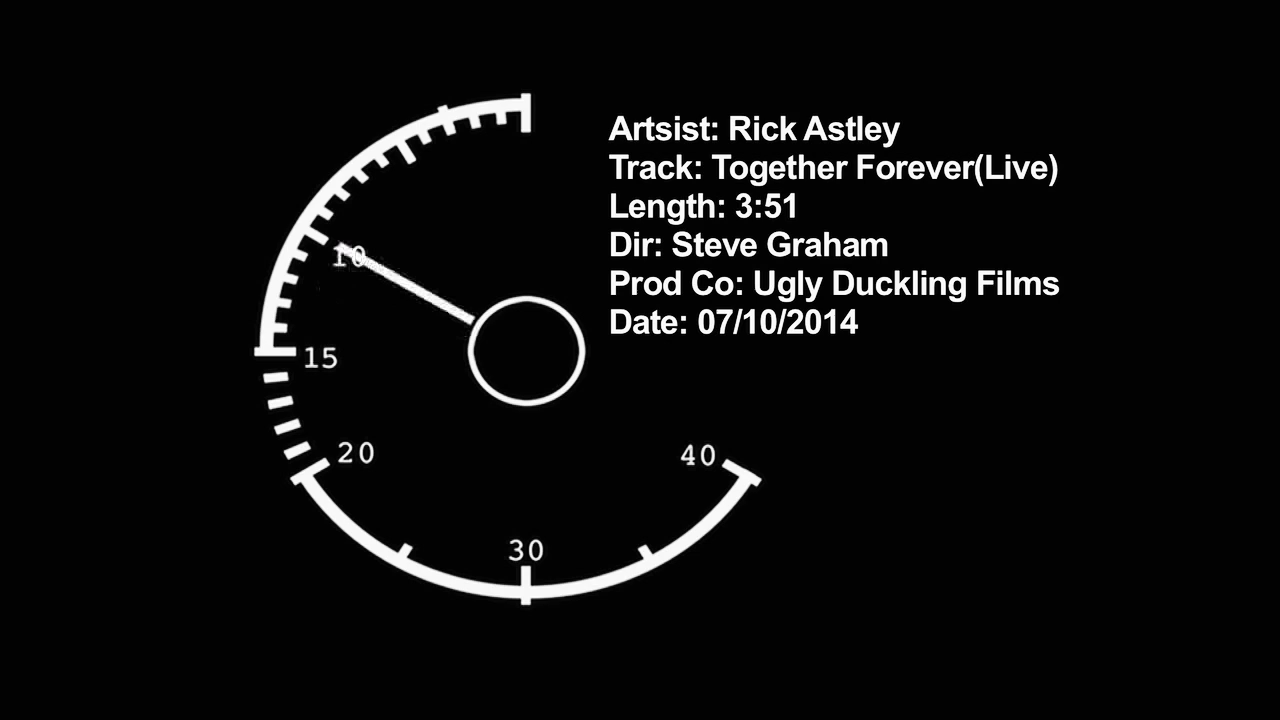 Artsist: Rick Astley
Track: Together Forever(Live)
Length: 3:51
Dir: Steve Graham
Prod Co: Ugly Duckling Films
Date: 07/10/2014
10
15
20
40
30